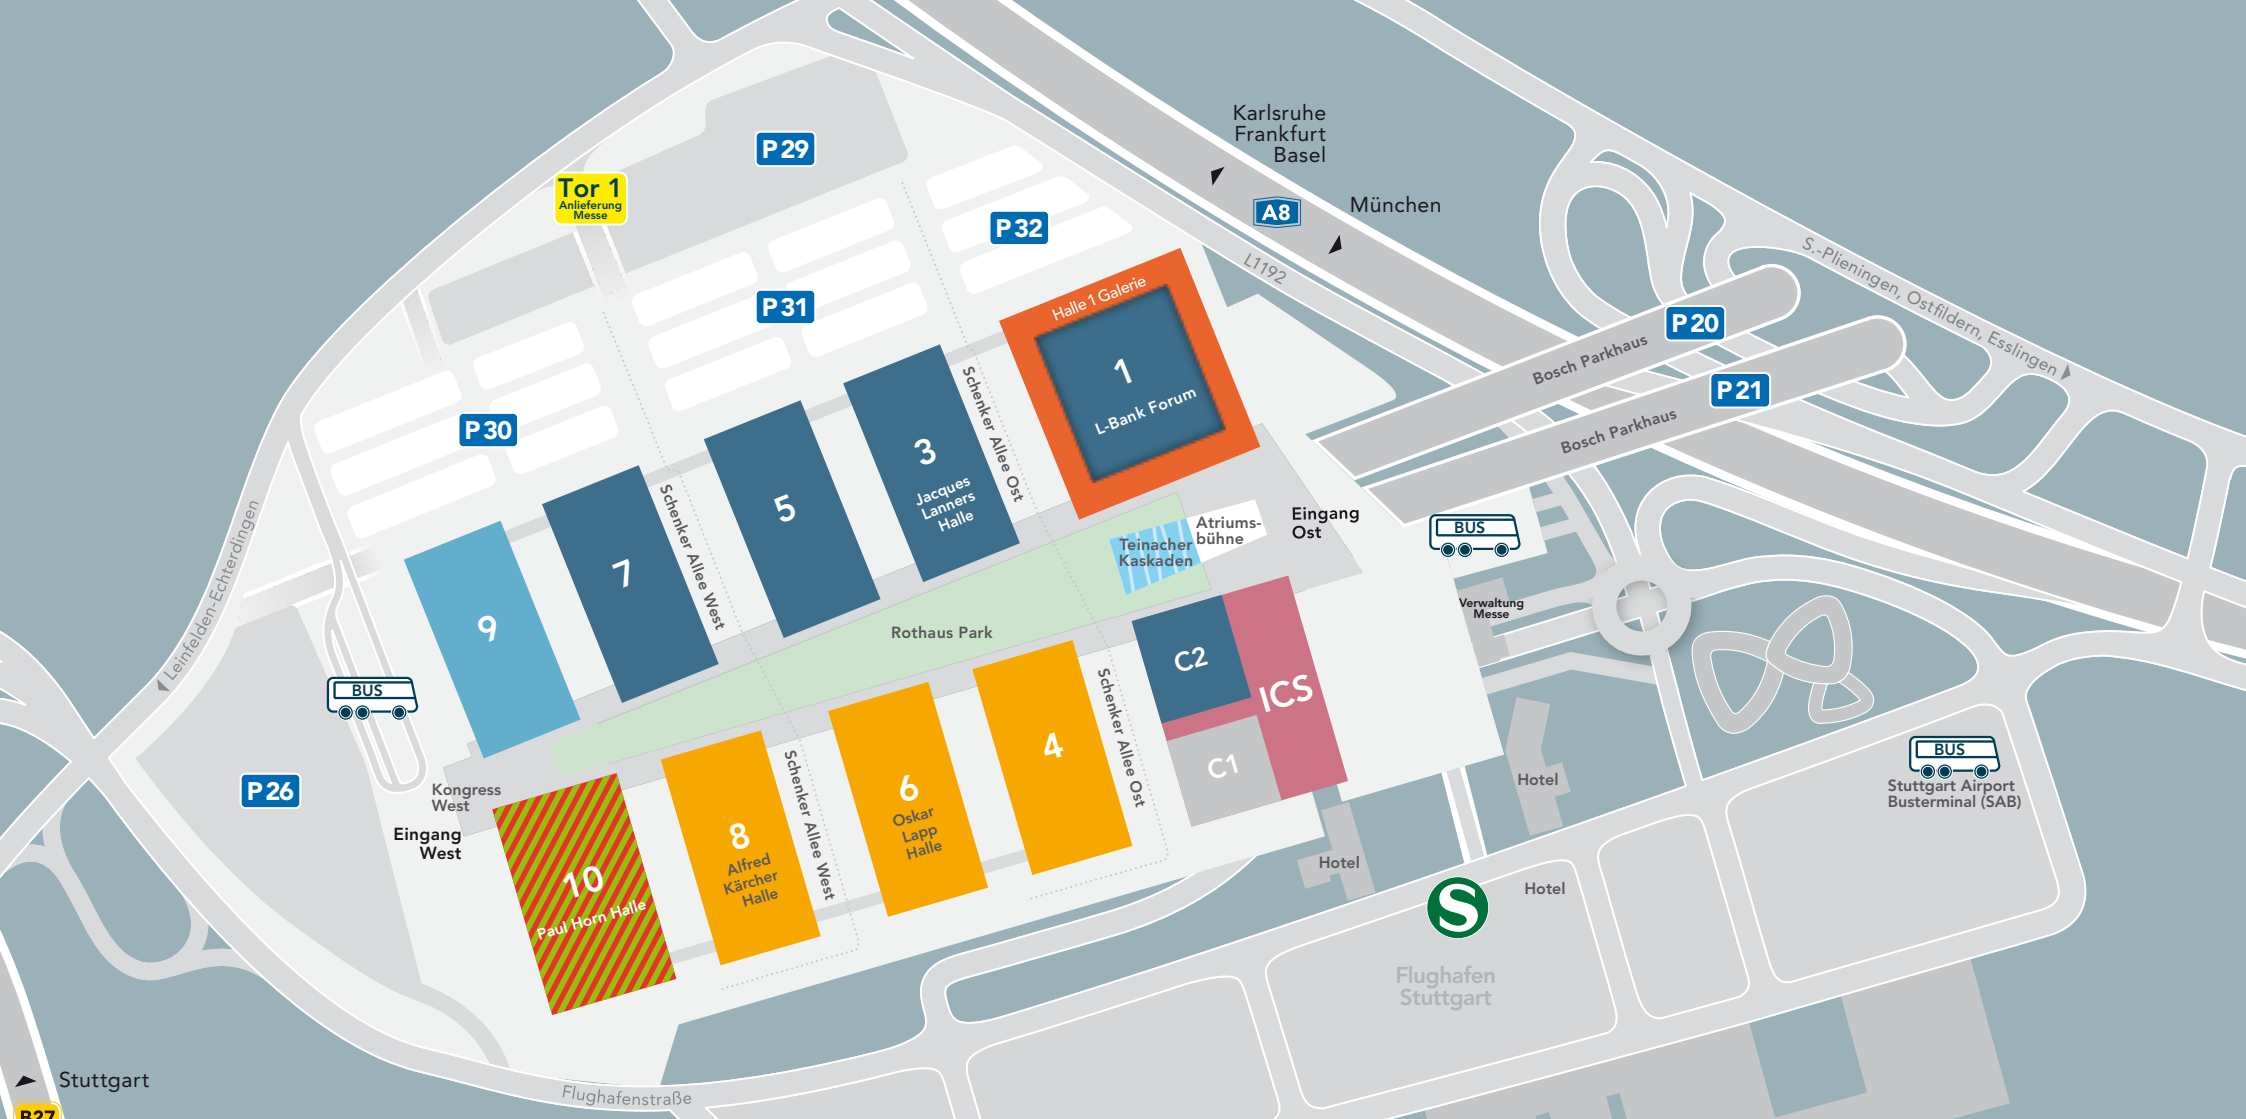 Karlsruhe
Frankfurt
Basel
A8
München
P29
Tor 1
Anlieferung
Messe
P32
L1192
S.-Plieningen, Ostfildern, Esslingen
P31
Halle 1 Galerie
1
L-Bank Forum
P20
Bosch Parkhaus
P21
Bosch Parkhaus
P30
3
Jacques
Lanners
Halle
Schenker Allee Ost
5
7
Schenker Allee West
9
Leinfelden-Echterdingen
Eingang
Ost
Atriums-
bühne
Teinacher
Kaskaden
BUS
Verwaltung
Messe
Rothaus Park
C2
ICS
C1
BUS
P26
Kongress
West
Eingang
West
10
Paul Horn Halle
8
Alfred
Kärcher
Halle
Schenker Allee West
6
Oskar
Lapp
Halle
4
Schenker Allee Ost
Hotel
BUS
Stuttgart Airport
Busterminal (SAB)
Hotel
Hotel
S
Flughafen
Stuttgart
Stuttgart
B27
Flughafenstraße